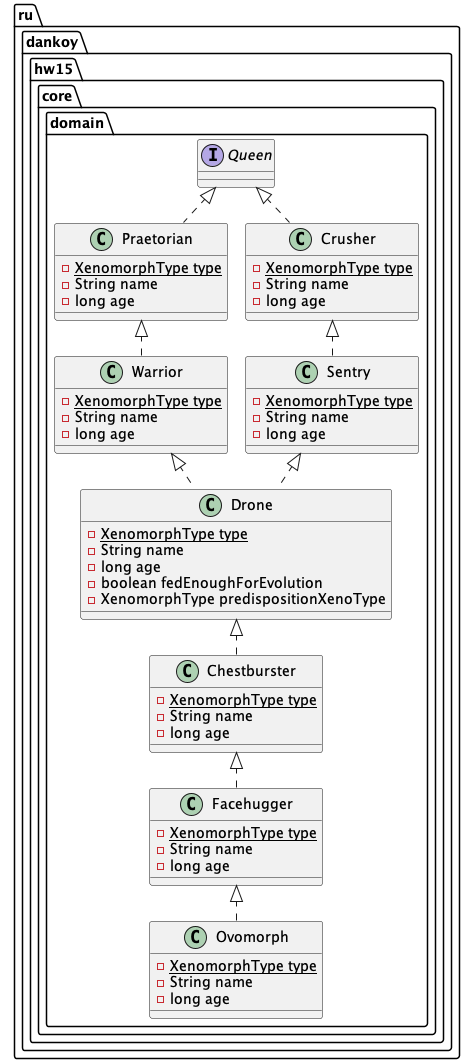 ru
dankoy
hw15
core
domain
I Queen
C Praetorian
C Crusher
XenomorphType type
String name
long age
XenomorphType type
String name
long age
C Warrior
C Sentry
XenomorphType type
String name
long age
XenomorphType type
String name
long age
C Drone
XenomorphType type
String name
long age
boolean fedEnoughForEvolution
XenomorphType predispositionXenoType
C Chestburster
XenomorphType type
String name
long age
C Facehugger
XenomorphType type
String name
long age
C Ovomorph
XenomorphType type
String name
long age